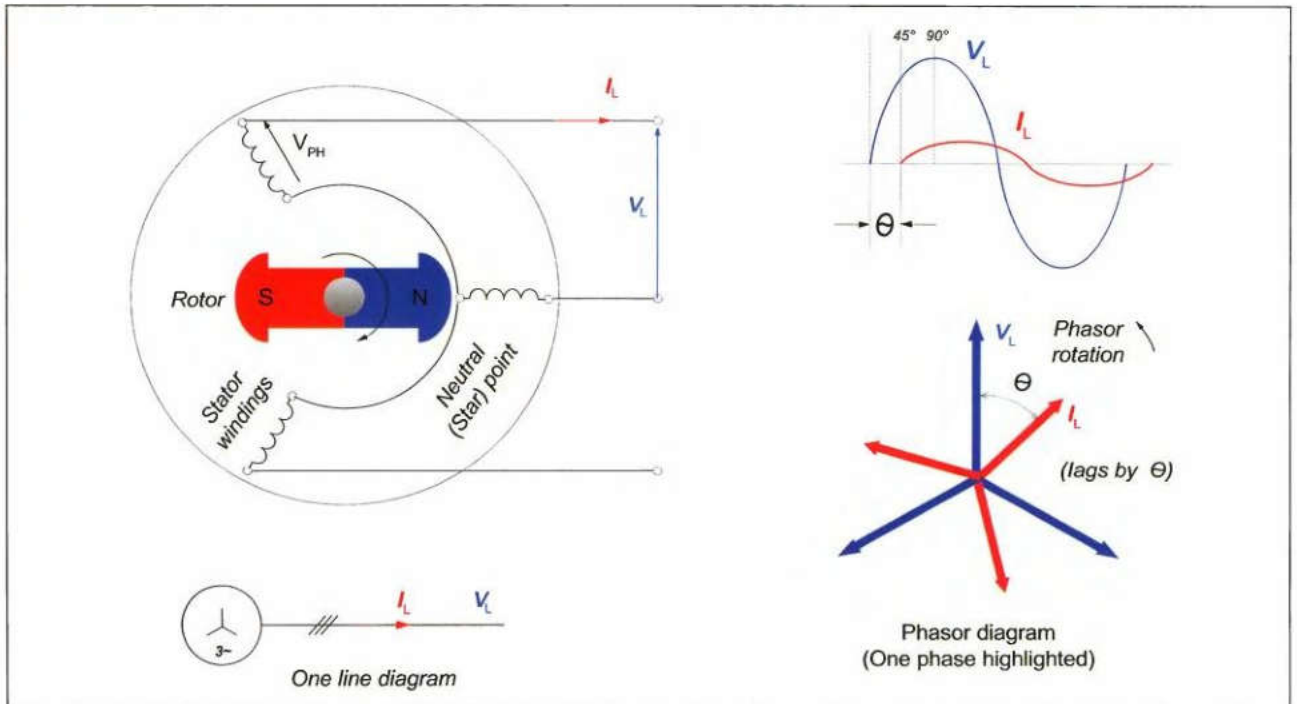 45° 90°
V_L
I_L
V_PH
I_L
V_L
θ
Rotor
S
N
Stator
windings
Neutral
(Star) point
V_L
Phasor
rotation
θ
I_L
(lags by θ)
3~
I_L
V_L
One line diagram
Phasor diagram
(One phase highlighted)